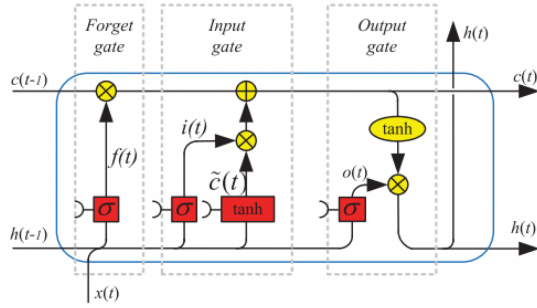 Forget
gate
Input
gate
Output
gate
h(t)
c(t-1)
c(t)
f(t)
i(t)
tanh
c̃(t)
o(t)
σ
σ
tanh
σ
h(t-1)
h(t)
x(t)